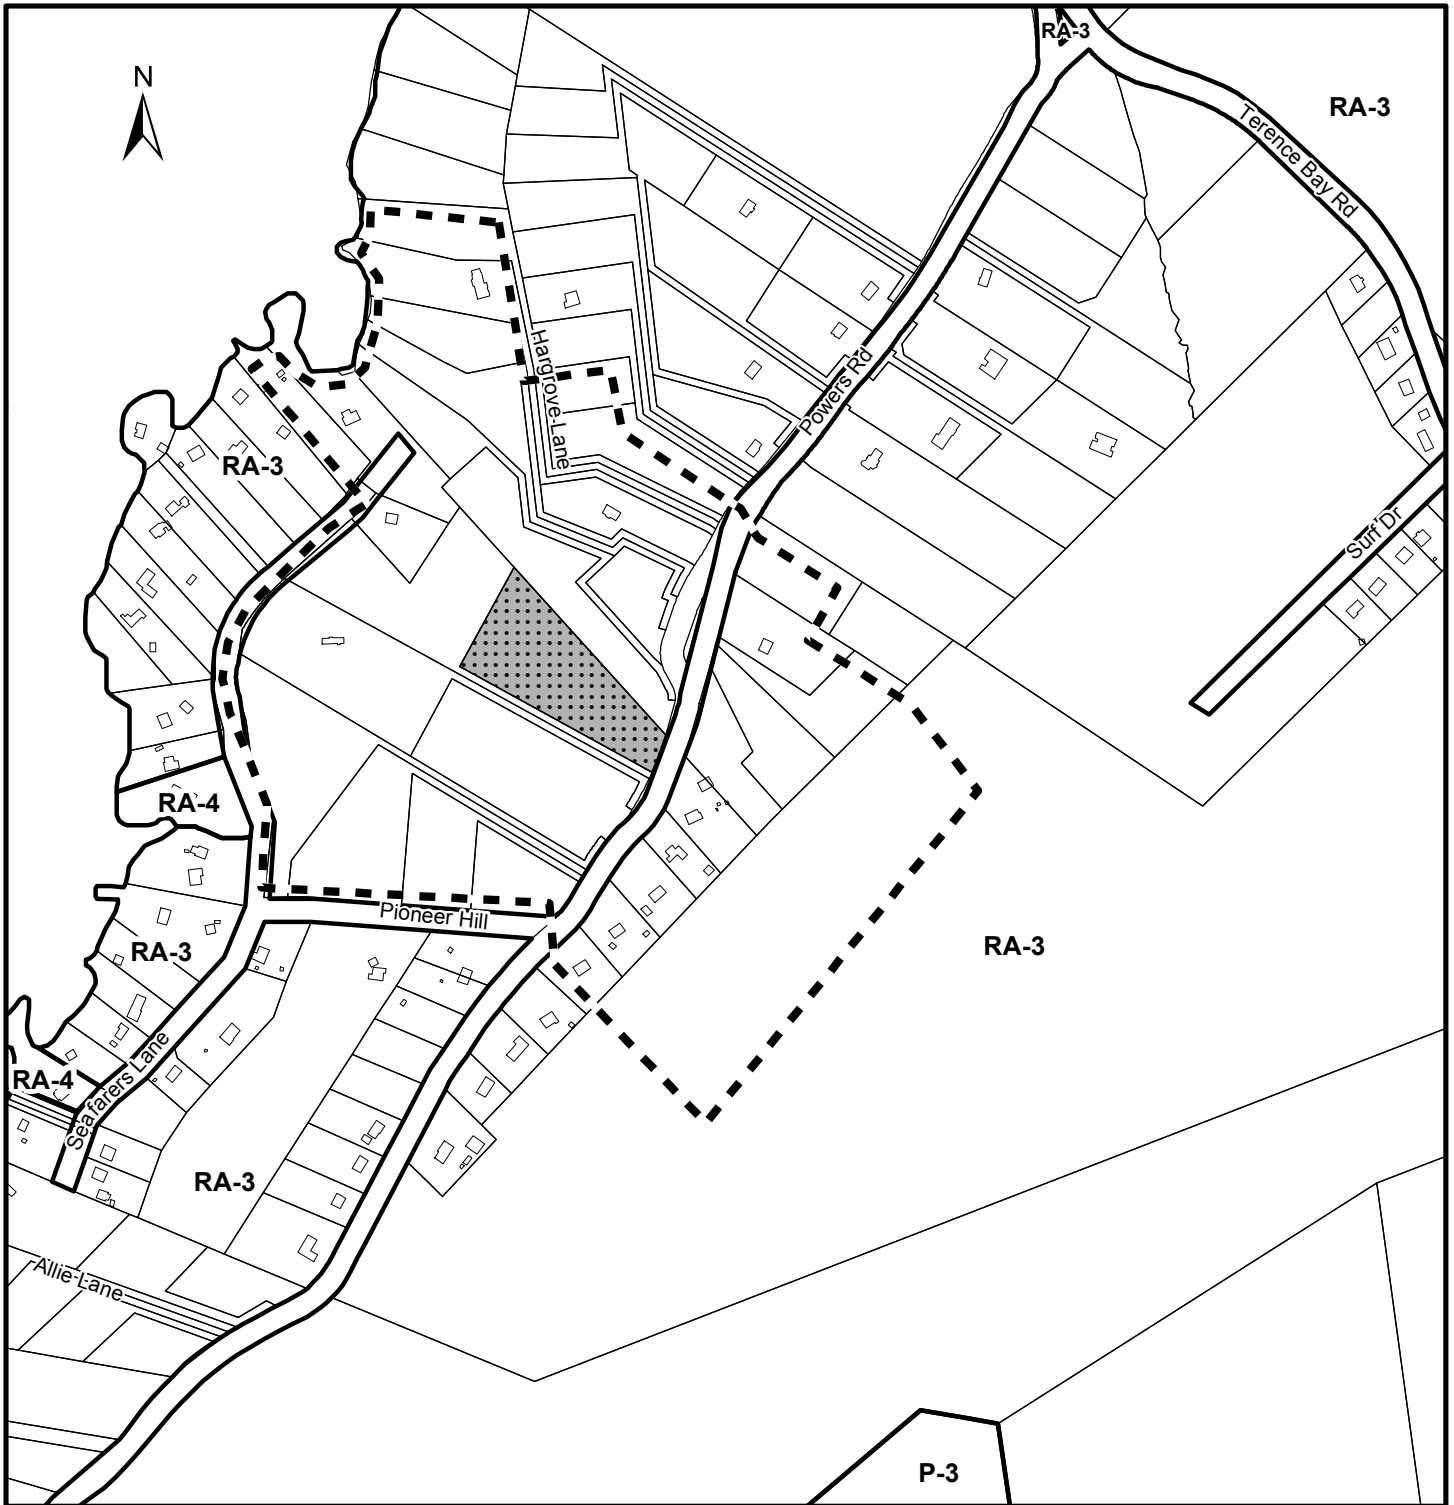 RA-3
N
RA-3
Terence Bay Rd
Hargrove Lane
Powers Rd
RA-3
Surf Dr
RA-4
Pioneer Hill
RA-3
RA-3
RA-4
Seafarers Lane
RA-3
Allie Lane
P-3